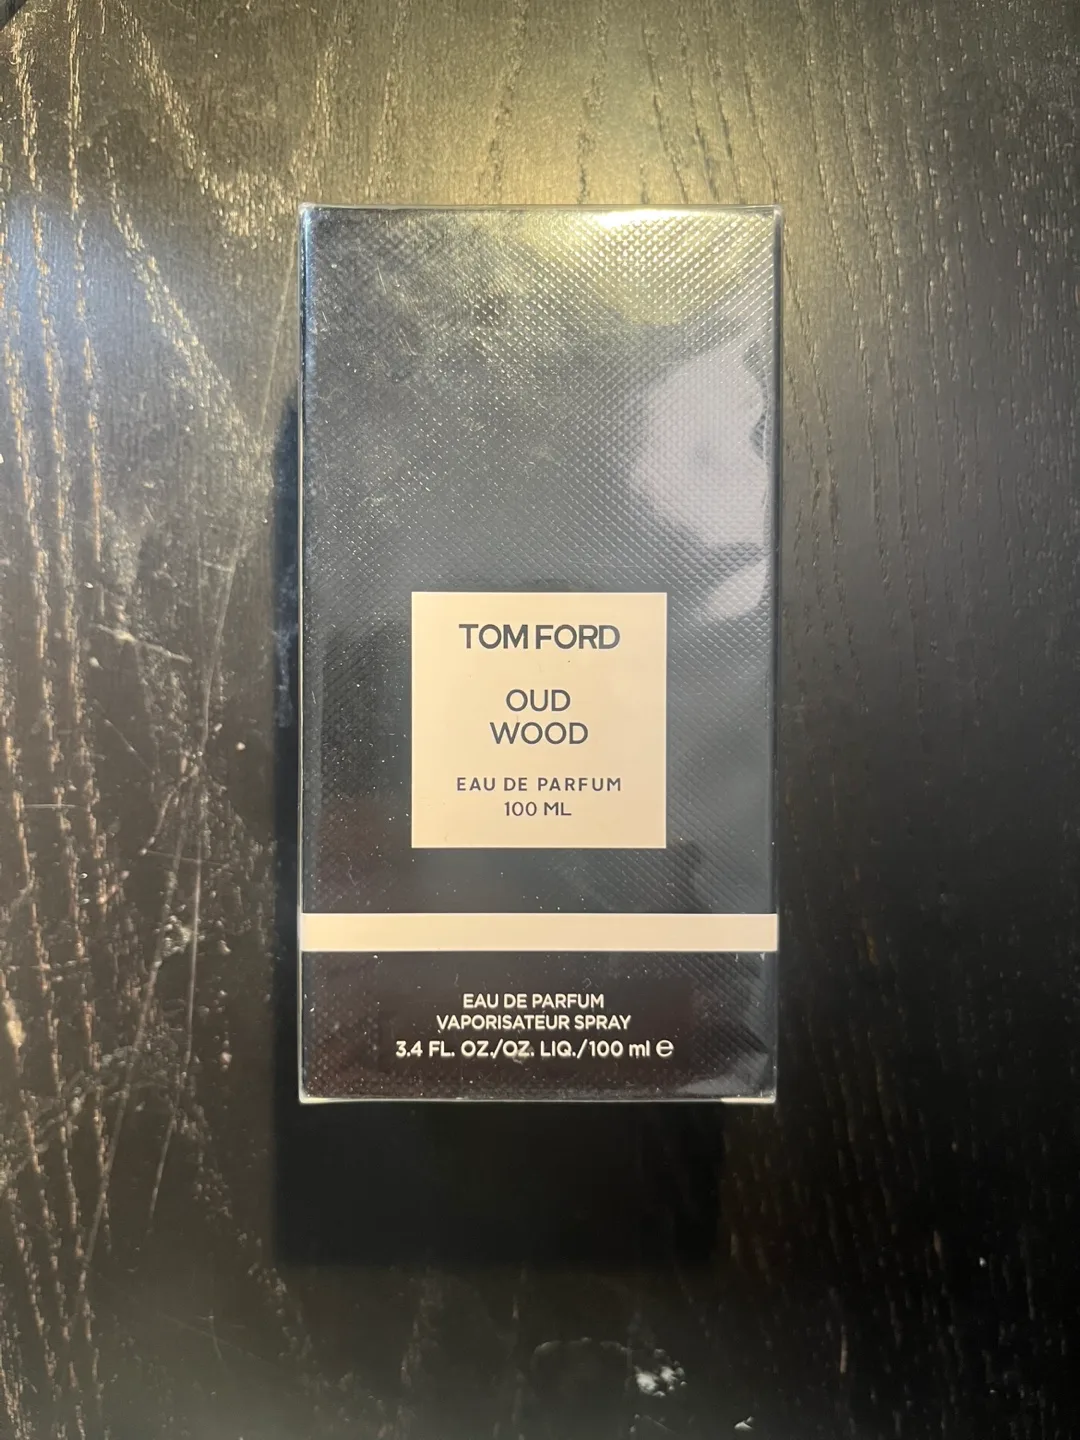 TOM FORD
OUD
WOOD
EAU DE PARFUM
100 ML
EAU DE PARFUM
VAPORISATEUR SPRAY
3.4 FL. OZ./OZ. LIQ./100 ml ℮